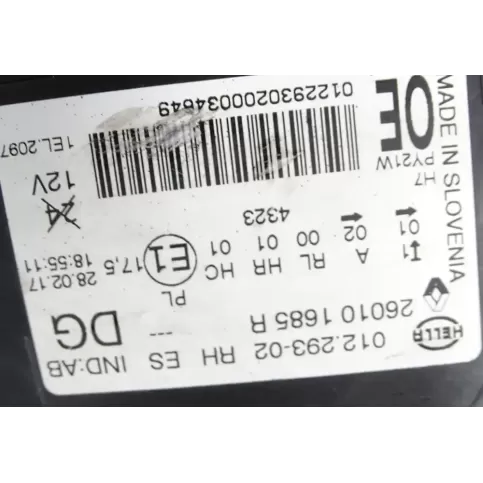 HELLA 012.293-02 RH ES IND:AB
26010 1685 R --- DG
I1 A RL HR HC E1 PL
01 02 00 01 01 17,5 28.02.17
18:55:11
4323
MADE IN SLOVENIA
H7
PY21W
OE
12V 24
0122930200034649
1EL.2097